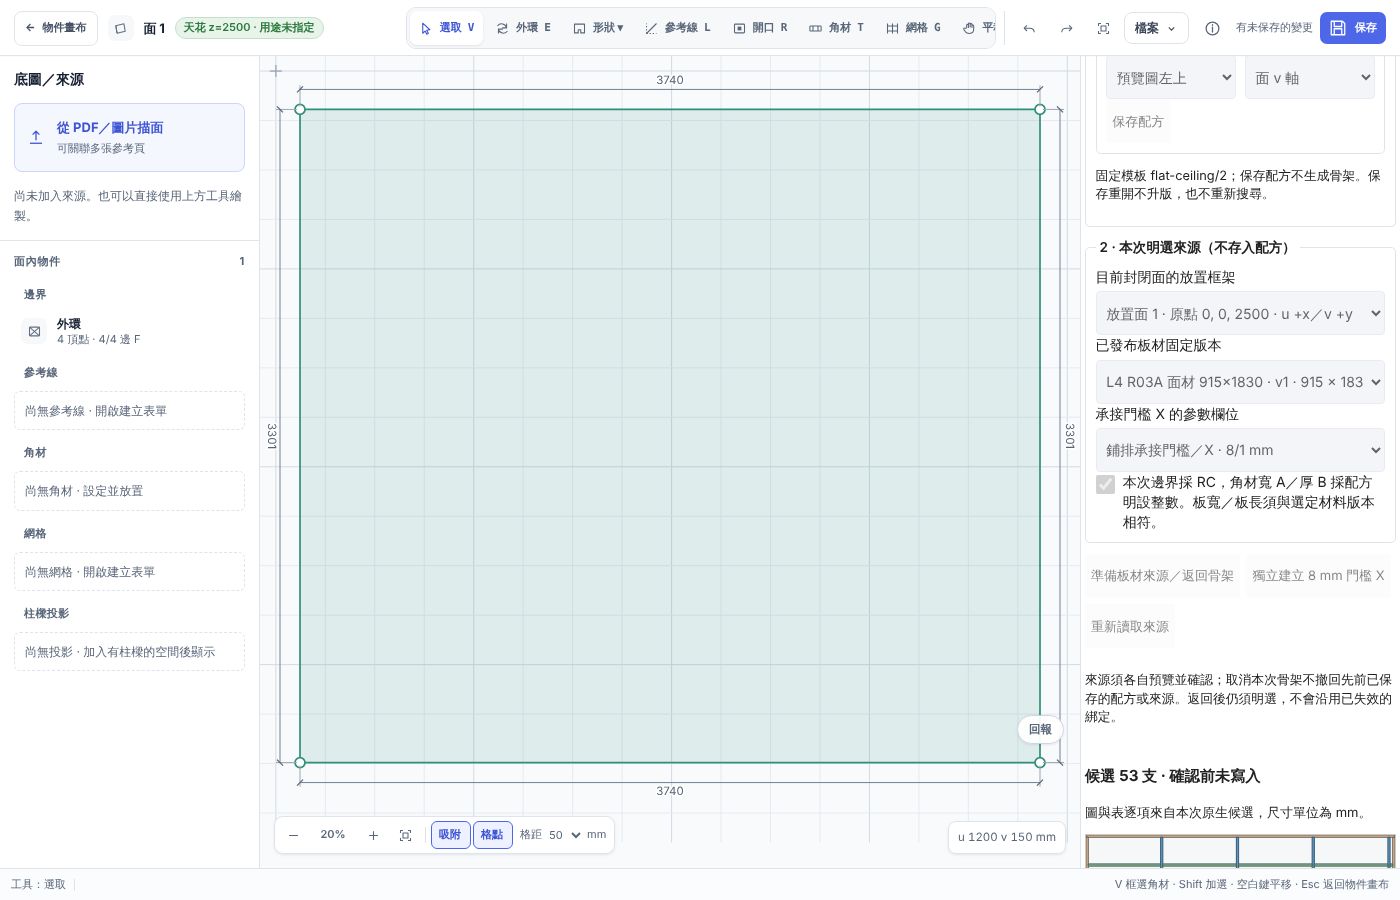 物件畫布
面 1
天花 z=2500 · 用途未指定
選取 V
外環 E
形狀 ▾
參考線 L
開口 R
角材 T
網格 G
檔案
有未保存的變更
保存
底圖／來源
從 PDF／圖片描面
可關聯多張參考頁
尚未加入來源。也可以直接使用上方工具繪
製。
面內物件
1
邊界
外環
4 頂點 · 4/4 邊 F
參考線
尚無參考線 · 開啟建立表單
角材
尚無角材 · 設定並放置
網格
尚無網格 · 開啟建立表單
柱樑投影
尚無投影 · 加入有柱樑的空間後顯示
3740
3301
3301
3740
回報
20%
吸附
格點
格距 50 mm
u 1200 v 150 mm
預覽圖左上
面 v 軸
保存配方
固定模板 flat-ceiling/2；保存配方不生成骨架。保
存重開不升版，也不重新搜尋。
2 · 本次明選來源（不存入配方）
目前封閉面的放置框架
放置面 1 · 原點 0, 0, 2500 · u +x／v +y
已發布板材固定版本
L4 R03A 面材 915×1830 · v1 · 915 × 183
承接門檻 X 的參數欄位
鋪排承接門檻／X · 8/1 mm
本次邊界採 RC，角材寬 A／厚 B 採配方
明設整數。板寬／板長須與選定材料版本
相符。
準備板材來源／返回骨架
獨立建立 8 mm 門檻 X
重新讀取來源
來源須各自預覽並確認；取消本次骨架不撤回先前已保
存的配方或來源。返回後仍須明選，不會沿用已失效的
綁定。
候選 53 支 · 確認前未寫入
圖與表逐項來自本次原生候選，尺寸單位為 mm。
工具：選取
V 框選角材 · Shift 加選 · 空白鍵平移 · Esc 返回物件畫布